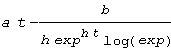 a t - b / (h exp^(h t) log(exp))